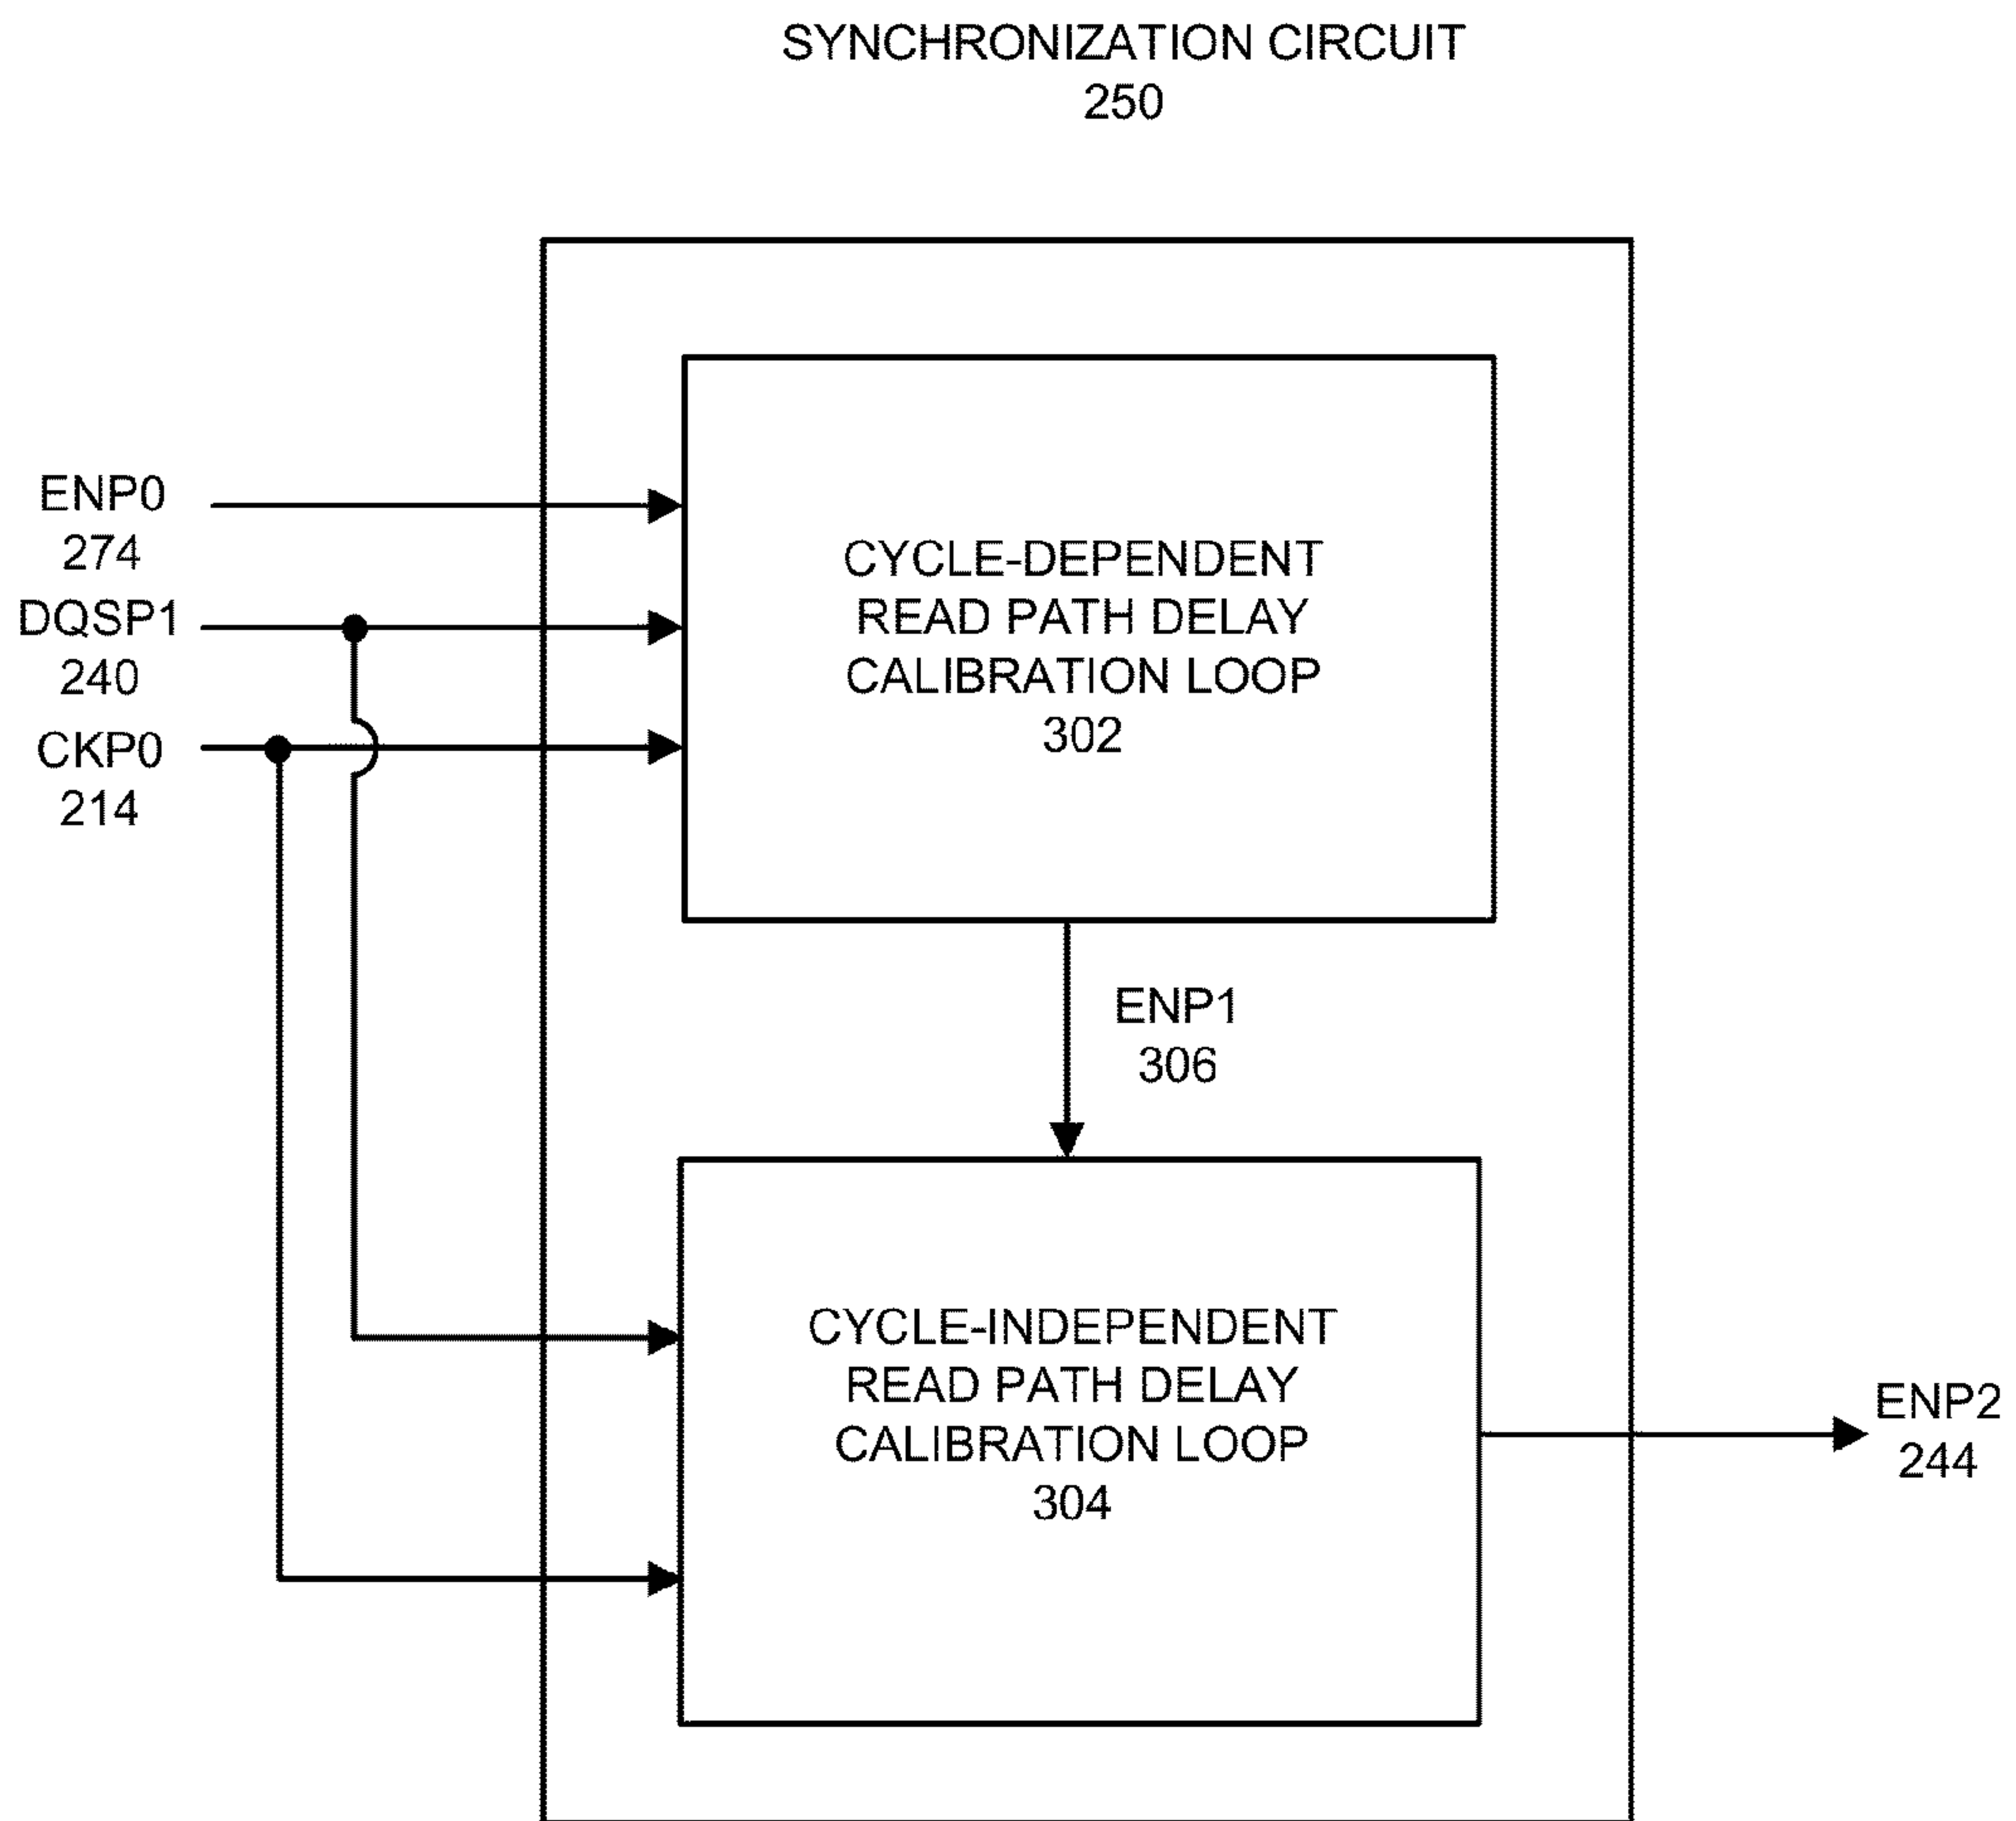 SYNCHRONIZATION CIRCUIT
250
ENP0
274
DQSP1
240
CKP0
214
CYCLE-DEPENDENT
READ PATH DELAY
CALIBRATION LOOP
302
ENP1
306
CYCLE-INDEPENDENT
READ PATH DELAY
CALIBRATION LOOP
304
ENP2
244